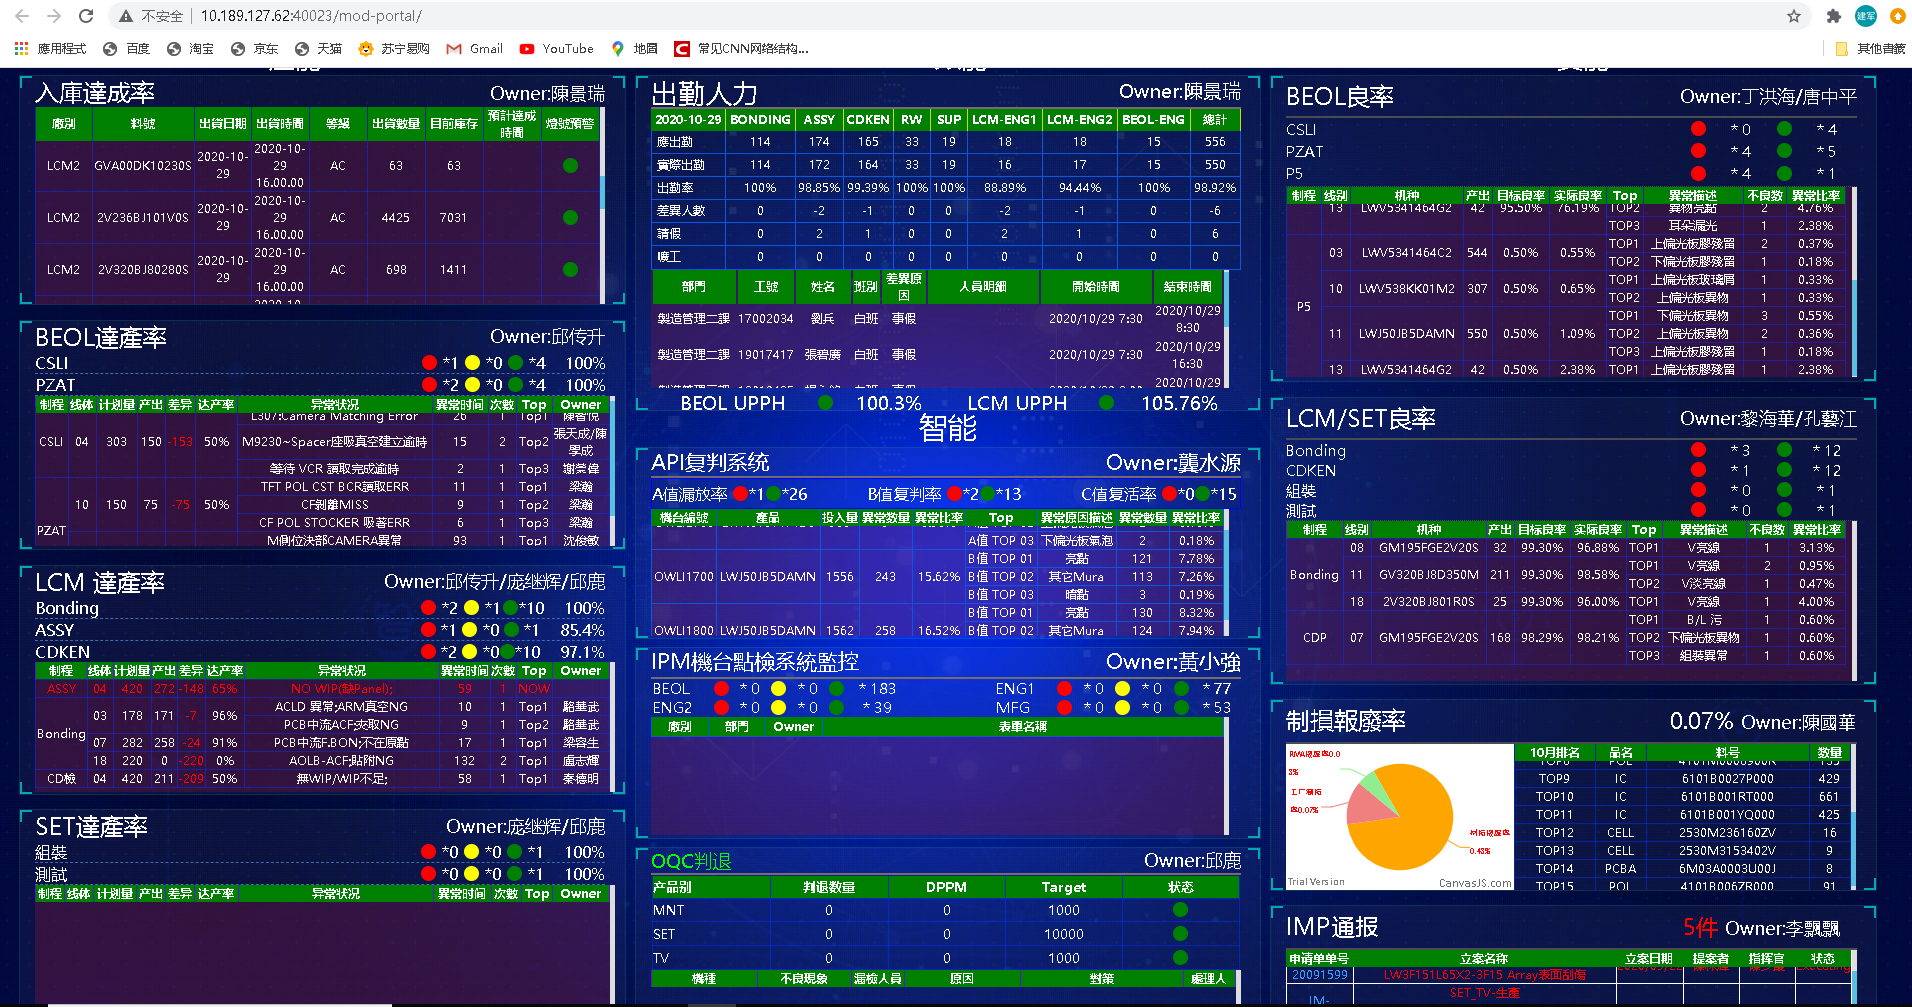 不安全 | 10.189.127.62:40023/mod-portal/
應用程式 百度 淘宝 京东 天猫 苏宁易购 Gmail YouTube 地圖 常见CNN网络结构... 其他書籤
入庫達成率 Owner:陳景瑞
廠別 料號 出貨日期 出貨時間 等級 出貨數量 目前庫存 預計達成時間 燈號預警
LCM2 GVA00DK10230S 2020-10-29 2020-10-29 16.00.00 AC 63 63
LCM2 2V236BJ101V0S 2020-10-29 2020-10-29 16.00.00 AC 4425 7031
LCM2 2V320BJ80280S 2020-10-29 2020-10-29 16.00.00 AC 698 1411
BEOL達產率 Owner:邱传升
CSLI *1 *0 *4 100%
PZAT *2 *0 *4 100%
制程 线体 计划量 产出 差异 达产率 异常状况 異常时间 次數 Top Owner
L307:Camera Matching Error 26 1 Top1
CSLI 04 303 150 -153 50% M9230~Spacer座吸真空建立逾時 15 2 Top2 張天成/陳學成
等待 VCR 讀取完成逾時 2 1 Top3 謝榮偉
TFT POL CST BCR讀取ERR 11 1 Top1 梁瀚
10 150 75 -75 50% CF剝離MISS 9 1 Top2 梁瀚
CF POL STOCKER 吸著ERR 6 1 Top3 梁瀚
PZAT M側位決部CAMERA異常 93 1 Top1 沈俊敏
LCM 達產率 Owner:邱传升/庞继辉/邱鹿
Bonding *2 *1 *10 100%
ASSY *1 *0 *1 85.4%
CDKEN *2 *0 *10 97.1%
制程 线体 计划量 产出 差异 达产率 异常状况 異常时间 次數 Top Owner
ASSY 04 420 272 -148 65% NO WIP(缺Panel); 59 1 NOW
Bonding 03 178 171 -7 96% ACLD 異常;ARM真空NG 10 1 Top1 駱華武
PCB中流ACF;夾取NG 9 1 Top2 駱華武
07 282 258 -24 91% PCB中流F.BON;不在原點 17 1 Top1 梁容生
18 220 0 -220 0% AOLB-ACF;貼附NG 132 2 Top1 盧志輝
CD檢 04 420 211 -209 50% 無WIP/WIP不足; 58 1 Top1 秦德明
SET達產率 Owner:庞继辉/邱鹿
組裝 *0 *0 *1 100%
測試 *0 *0 *1 100%
制程 线体 计划量 产出 差异 达产率 异常状况 異常时间 次數 Top Owner
出勤人力 Owner:陳景瑞
2020-10-29 BONDING ASSY CDKEN RW SUP LCM-ENG1 LCM-ENG2 BEOL-ENG 總計
應出勤 114 174 165 33 19 18 18 15 556
實際出勤 114 172 164 33 19 16 17 15 550
出勤率 100% 98.85% 99.39% 100% 100% 88.89% 94.44% 100% 98.92%
差異人數 0 -2 -1 0 0 -2 -1 0 -6
請假 0 2 1 0 0 2 1 0 6
曠工 0 0 0 0 0 0 0 0 0
部門 工號 姓名 班別 差異原因 人員明細 開始時間 結束時間
製造管理二課 17002034 劉兵 白班 事假 2020/10/29 7:30 2020/10/29 8:30
製造管理二課 19017417 張碧廣 白班 事假 2020/10/29 7:30 2020/10/29 16:30
2020/10/29
BEOL UPPH 100.3% LCM UPPH 105.76%
智能
API复判系统 Owner:龔水源
A值漏放率 *1 *26 B值复判率 *2 *13 C值复活率 *0 *15
機台編號 產品 投入量 異常數量 異常比率 Top 異常原因描述 異常數量 異常比率
A值 TOP 03 下偏光板氣泡 2 0.18%
B值 TOP 01 亮點 121 7.78%
OWLI1700 LWJ50JB5DAMN 1556 243 15.62% B值 TOP 02 其它Mura 113 7.26%
B值 TOP 03 暗點 3 0.19%
B值 TOP 01 亮點 130 8.32%
OWLI1800 LWJ50JB5DAMN 1562 258 16.52% B值 TOP 02 其它Mura 124 7.94%
IPM機台點檢系統監控 Owner:黃小強
BEOL *0 *0 *183 ENG1 *0 *0 *77
ENG2 *0 *0 *39 MFG *0 *0 *53
廠別 部門 Owner 表單名稱
OQC判退 Owner:邱鹿
产品别 判退数量 DPPM Target 状态
MNT 0 0 1000
SET 0 0 10000
TV 0 0 1000
機種 不良現象 漏檢人員 原因 對策 處理人
BEOL良率 Owner:丁洪海/唐中平
CSLI *0 *4
PZAT *4 *5
P5 *4 *1
制程 线别 机种 产出 目标良率 实际良率 Top 異常描述 不良数 異常比率
13 LWV5341464G2 42 95.50% 76.19% TOP2 異物亮點 2 4.76%
TOP3 耳朵漏光 1 2.38%
P5 03 LWV5341464C2 544 0.50% 0.55% TOP1 上偏光板膠殘留 2 0.37%
TOP2 下偏光板膠殘留 1 0.18%
10 LWV538KK01M2 307 0.50% 0.65% TOP1 上偏光板玻璃屑 1 0.33%
TOP2 上偏光板異物 1 0.33%
11 LWJ50JB5DAMN 550 0.50% 1.09% TOP1 下偏光板異物 3 0.55%
TOP2 上偏光板異物 2 0.36%
TOP3 上偏光板膠殘留 1 0.18%
13 LWV5341464G2 42 0.50% 2.38% TOP1 上偏光板膠殘留 1 2.38%
LCM/SET良率 Owner:黎海華/孔藝江
Bonding *3 *12
CDKEN *1 *12
組裝 *0 *1
測試 *0 *1
制程 线别 机种 产出 目标良率 实际良率 Top 異常描述 不良数 異常比率
Bonding 08 GM195FGE2V20S 32 99.30% 96.88% TOP1 V亮線 1 3.13%
11 GV320BJ8D350M 211 99.30% 98.58% TOP1 V亮線 2 0.95%
TOP2 V淡亮線 1 0.47%
18 2V320BJ801R0S 25 99.30% 96.00% TOP1 V亮線 1 4.00%
CDP 07 GM195FGE2V20S 168 98.29% 98.21% TOP1 B/L 污 1 0.60%
TOP2 下偏光板異物 1 0.60%
TOP3 組裝異常 1 0.60%
制損報廢率 0.07% Owner:陳國華
10月排名 品名 料号 数量
TOP9 IC 6101B0027P000 429
TOP10 IC 6101B001RT000 661
TOP11 IC 6101B001YQ000 425
TOP12 CELL 2530M236160ZV 16
TOP13 CELL 2530M3153402V 9
TOP14 PCBA 6M03A0003U00J 8
TOP15 POL 4101B006ZR000 91
0.43%
Trial Version CanvasJS.com
IMP通报 5件 Owner:李飘飘
申请单单号 立案名称 立案日期 提案者 指挥官 状态
20091599 LW3F151L65X2-3F15 Array表面刮傷
IM- SET_TV-生產